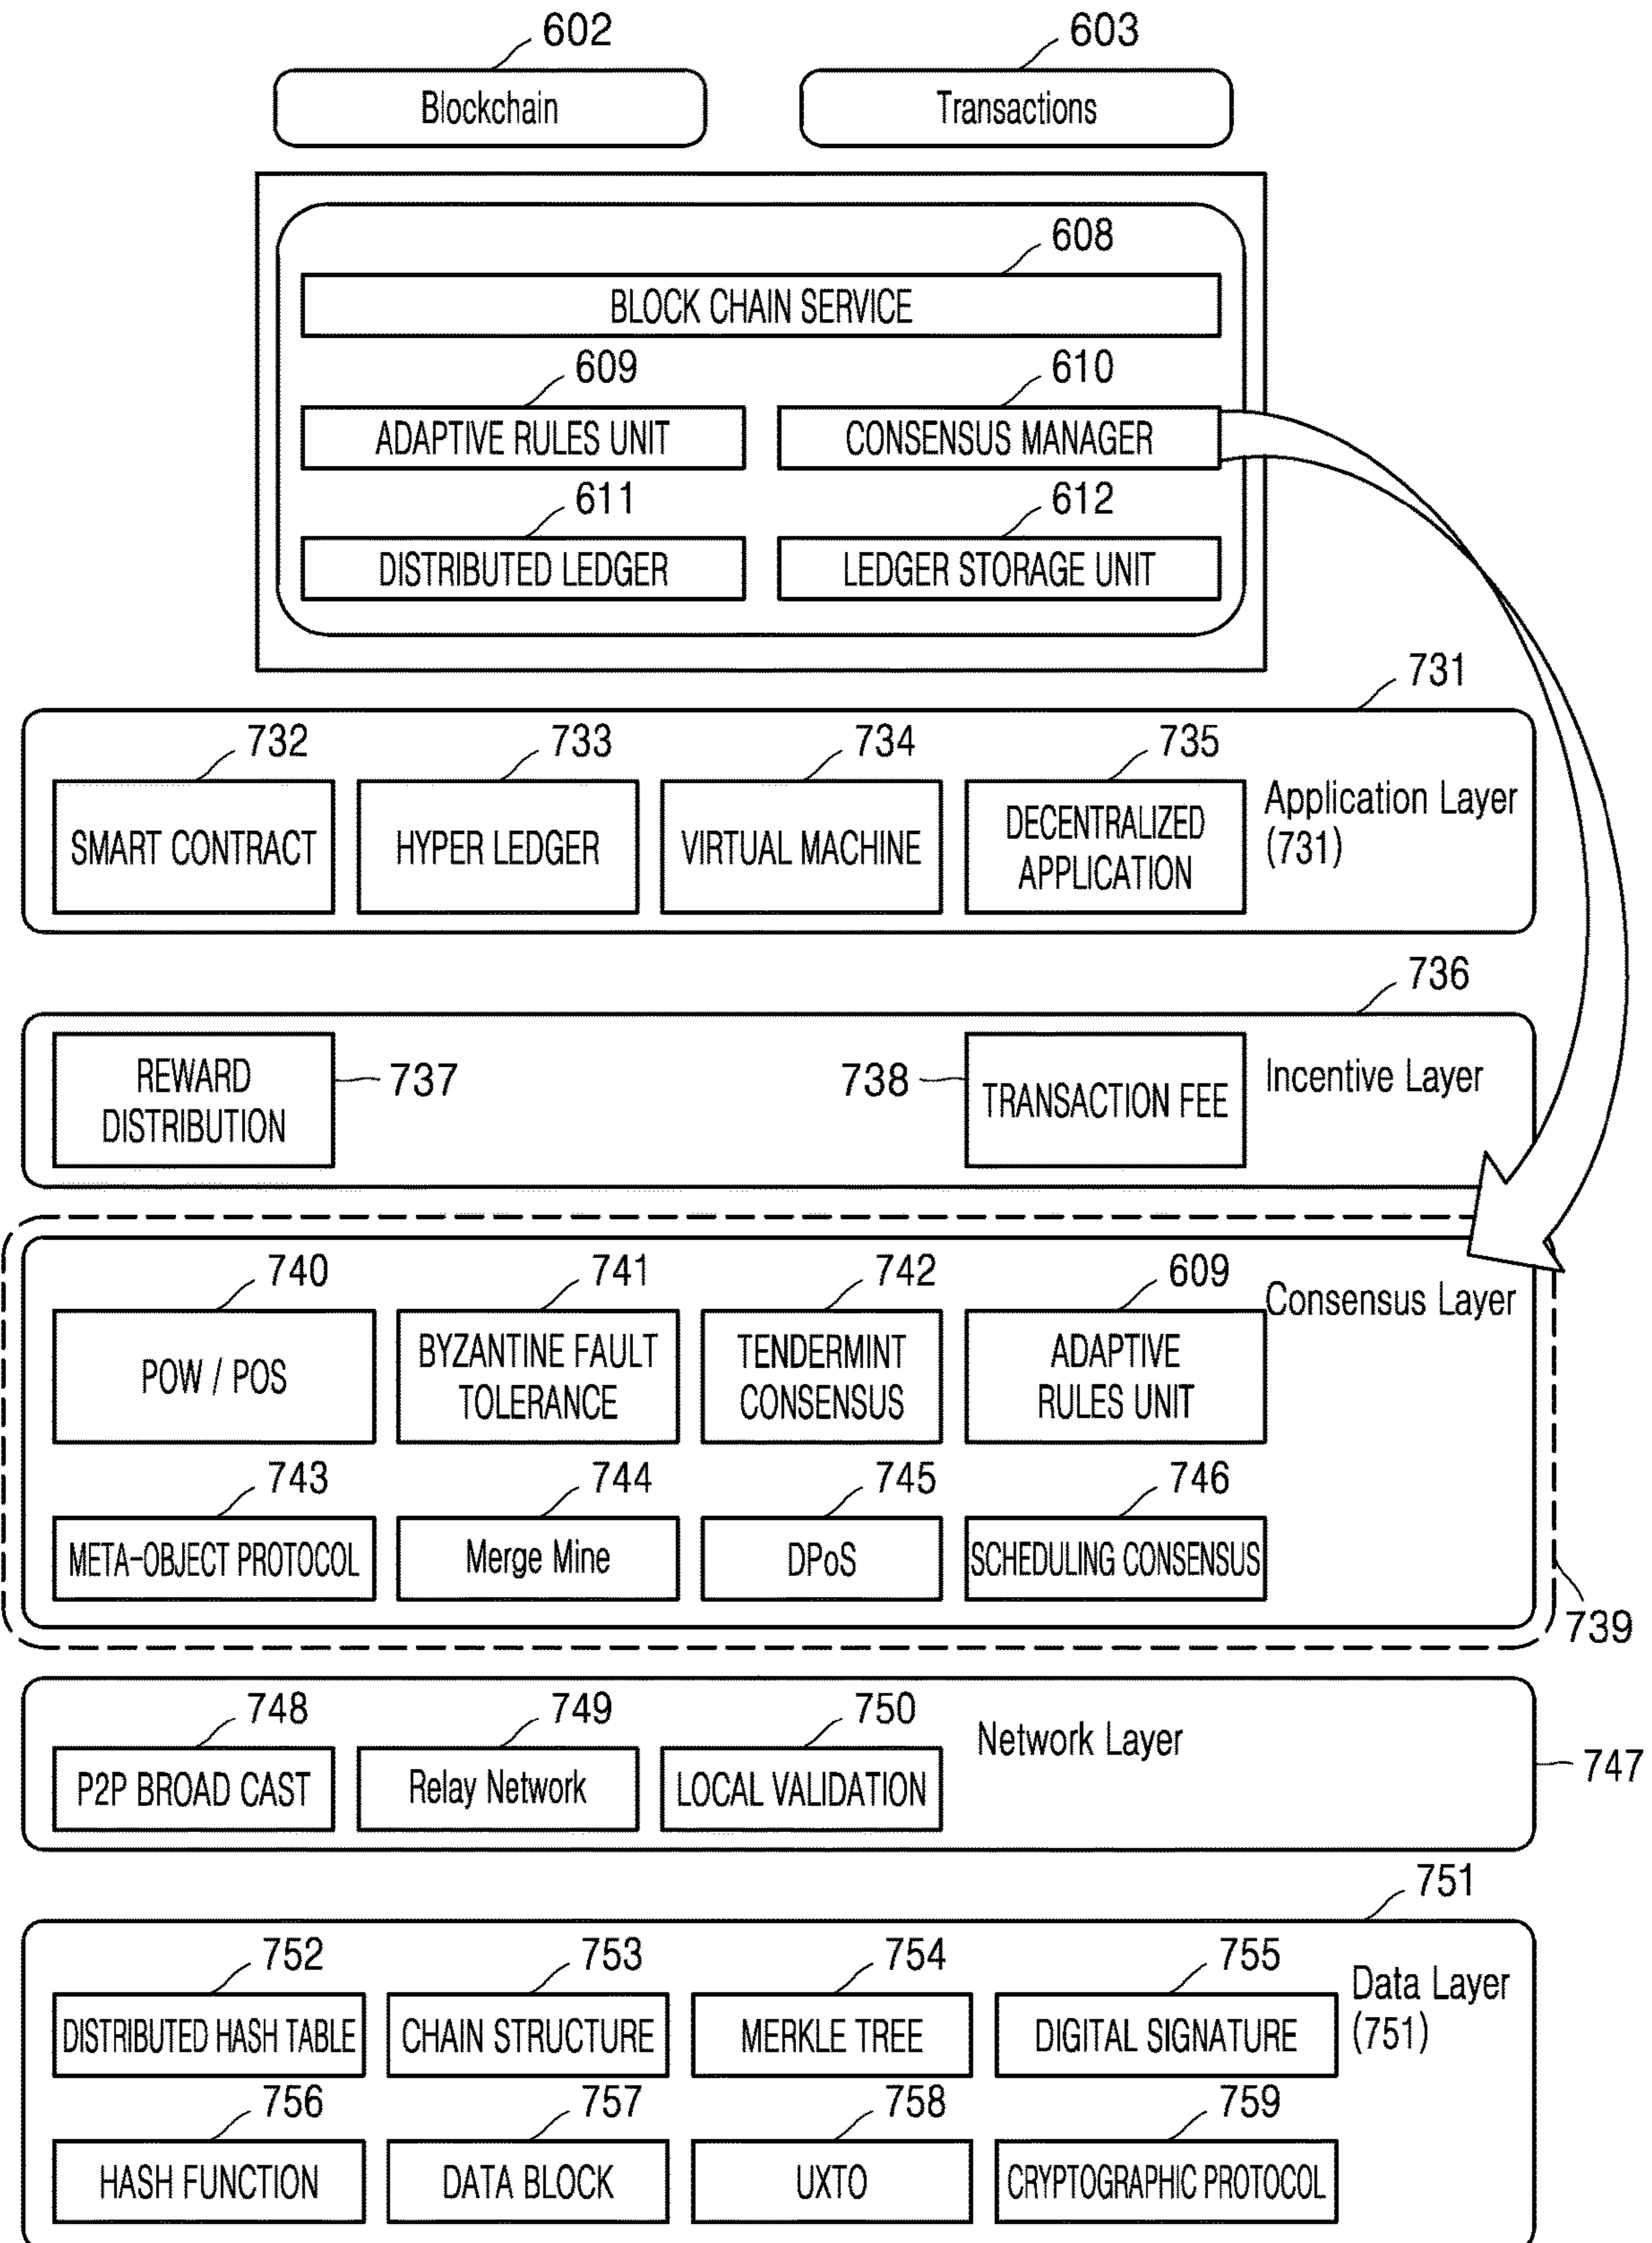 602
603
Blockchain
Transactions
608
BLOCK CHAIN SERVICE
609
610
ADAPTIVE RULES UNIT
CONSENSUS MANAGER
611
612
DISTRIBUTED LEDGER
LEDGER STORAGE UNIT
731
732
733
734
735
SMART CONTRACT
HYPER LEDGER
VIRTUAL MACHINE
DECENTRALIZED
APPLICATION
Application Layer
(731)
736
REWARD
DISTRIBUTION
737
738
TRANSACTION FEE
Incentive Layer
740
741
742
609
Consensus Layer
POW / POS
BYZANTINE FAULT
TOLERANCE
TENDERMINT
CONSENSUS
ADAPTIVE
RULES UNIT
743
744
745
746
META-OBJECT PROTOCOL
Merge Mine
DPoS
SCHEDULING CONSENSUS
739
748
749
750
Network Layer
P2P BROAD CAST
Relay Network
LOCAL VALIDATION
747
751
752
753
754
755
Data Layer
(751)
DISTRIBUTED HASH TABLE
CHAIN STRUCTURE
MERKLE TREE
DIGITAL SIGNATURE
756
757
758
759
HASH FUNCTION
DATA BLOCK
UXTO
CRYPTOGRAPHIC PROTOCOL